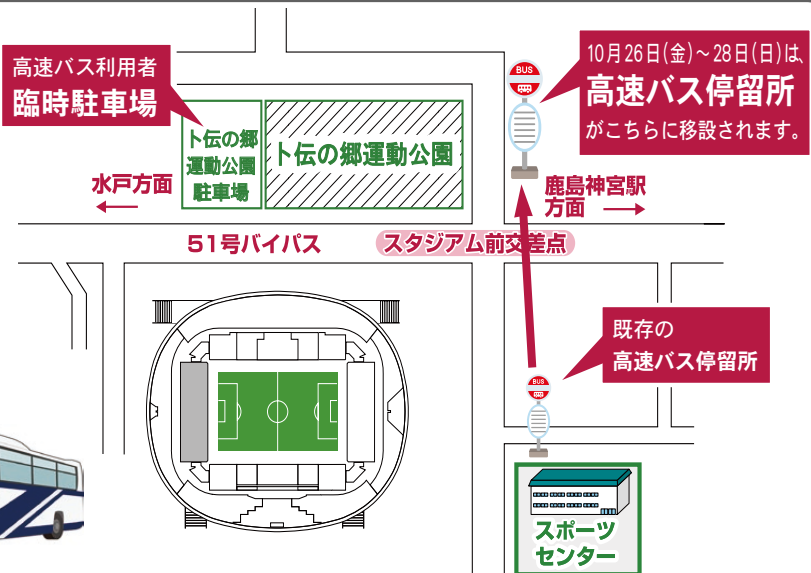 高速バス利用者
臨時駐車場
BUS
10月26日(金)～28日(日)は、
高速バス停留所
がこちらに移設されます。
卜伝の郷
運動公園
駐車場
卜伝の郷運動公園
水戸方面
鹿島神宮駅
方面
51号バイパス
スタジアム前交差点
既存の
高速バス停留所
BUS
スポーツ
センター